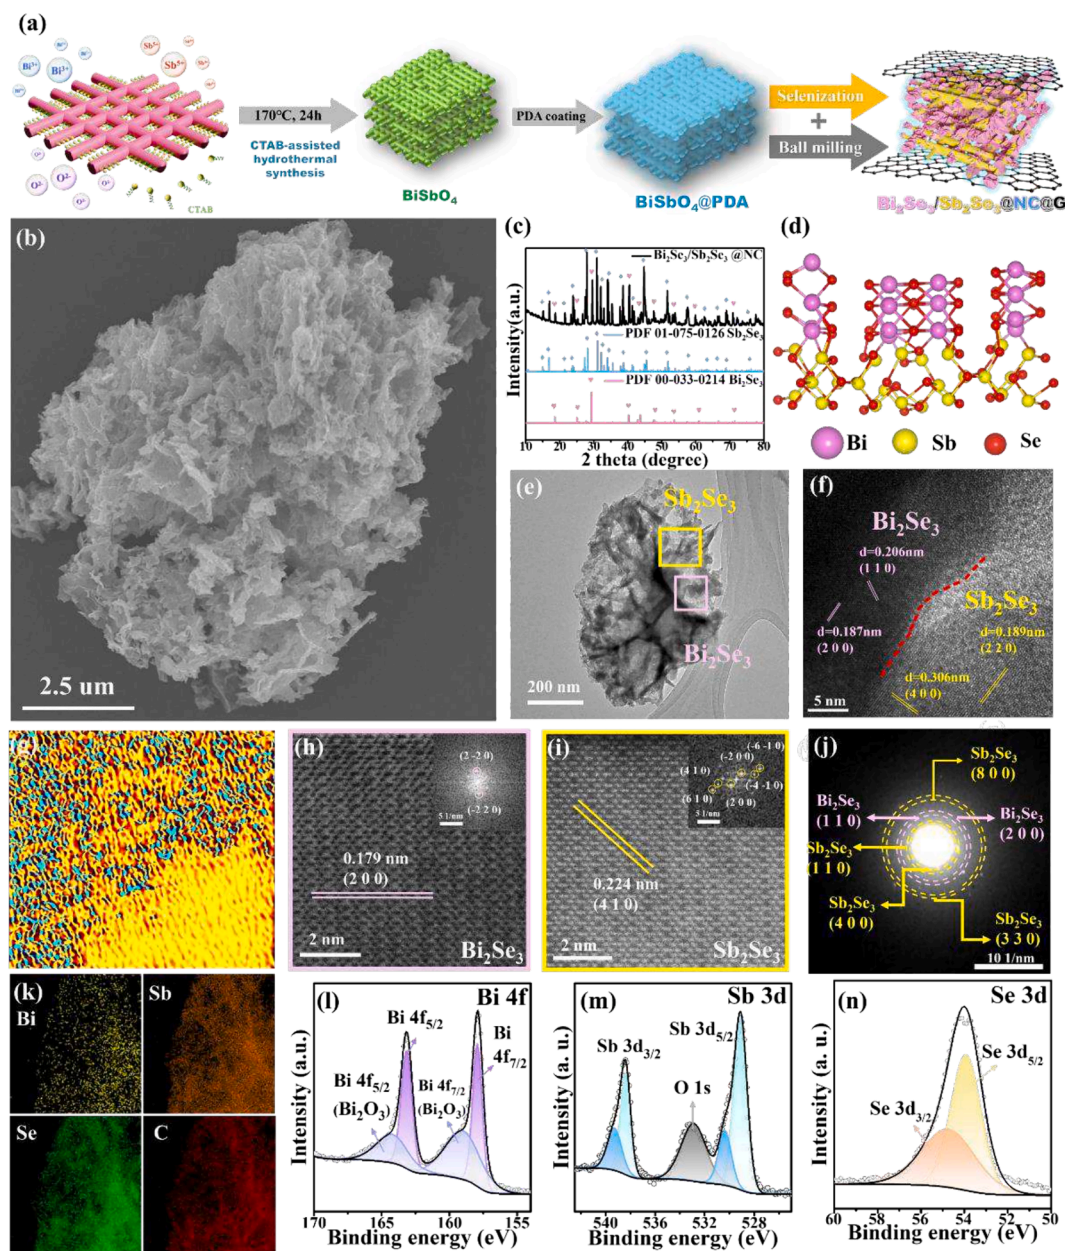 (a)
Bi³⁺
Bi³⁺
Sb⁵⁺
Sb⁵⁺
O²⁻
O²⁻
O²⁻
CTAB
170°C, 24h
CTAB-assisted
hydrothermal
synthesis
BiSbO₄
PDA coating
BiSbO₄@PDA
Selenization
+
Ball milling
Bi₂Se₃/Sb₂Se₃@NC@G
(b)
2.5 um
(c)
Bi₂Se₃/Sb₂Se₃ @NC
PDF 01-075-0126 Sb₂Se₃
PDF 00-033-0214 Bi₂Se₃
Intensity(a.u.)
10 20 30 40 50 60 70 80
2 theta (degree)
(d)
Bi Sb Se
(e)
Sb₂Se₃
Bi₂Se₃
200 nm
(f)
Bi₂Se₃
d=0.206nm
(1 1 0)
d=0.187nm
(2 0 0)
Sb₂Se₃
d=0.189nm
(2 2 0)
d=0.306nm
(4 0 0)
5 nm
(g)
(h)
(2 -2 0)
(-2 2 0)
5 1/nm
0.179 nm
(2 0 0)
2 nm
Bi₂Se₃
(i)
(-6 -1 0)
(-2 0 0)
(4 1 0)
(-4 -1 0)
(6 1 0)
(2 0 0)
5 1/nm
0.224 nm
(4 1 0)
2 nm
Sb₂Se₃
(j)
Sb₂Se₃
(8 0 0)
Bi₂Se₃
(1 1 0)
Bi₂Se₃
(2 0 0)
Sb₂Se₃
(1 1 0)
Sb₂Se₃
(4 0 0)
Sb₂Se₃
(3 3 0)
10 1/nm
(k)
Bi
Sb
Se
C
(l)
Bi 4f
Bi 4f₅/₂
Bi
4f₇/₂
Bi 4f₅/₂
(Bi₂O₃)
Bi 4f₇/₂
(Bi₂O₃)
Intensity (a.u.)
170 165 160 155
Binding energy (eV)
(m)
Sb 3d
Sb 3d₅/₂
Sb 3d₃/₂
O 1s
Intensity (a. u.)
540 536 532 528
Binding energy (eV)
(n)
Se 3d
Se 3d₅/₂
Se 3d₃/₂
Intensity (a. u.)
60 58 56 54 52 50
Binding energy (eV)